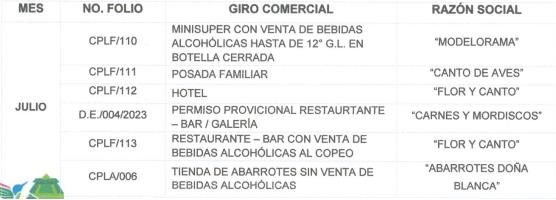 MES NO. FOLIO GIRO COMERCIAL RAZÓN SOCIAL
JULIO
CPLF/110
MINISUPER CON VENTA DE BEBIDAS
ALCOHÓLICAS HASTA DE 12° G.L. EN
BOTELLA CERRADA
"MODELORAMA"
CPLF/111 POSADA FAMILIAR "CANTO DE AVES"
CPLF/112 HOTEL "FLOR Y CANTO"
D.E./004/2023
PERMISO PROVICIONAL RESTAURTANTE
– BAR / GALERÍA
"CARNES Y MORDISCOS"
CPLF/113
RESTAURANTE – BAR CON VENTA DE
BEBIDAS ALCOHÓLICAS AL COPEO
"FLOR Y CANTO"
CPLA/006
TIENDA DE ABARROTES SIN VENTA DE
BEBIDAS ALCOHÓLICAS
"ABARROTES DOÑA
BLANCA"